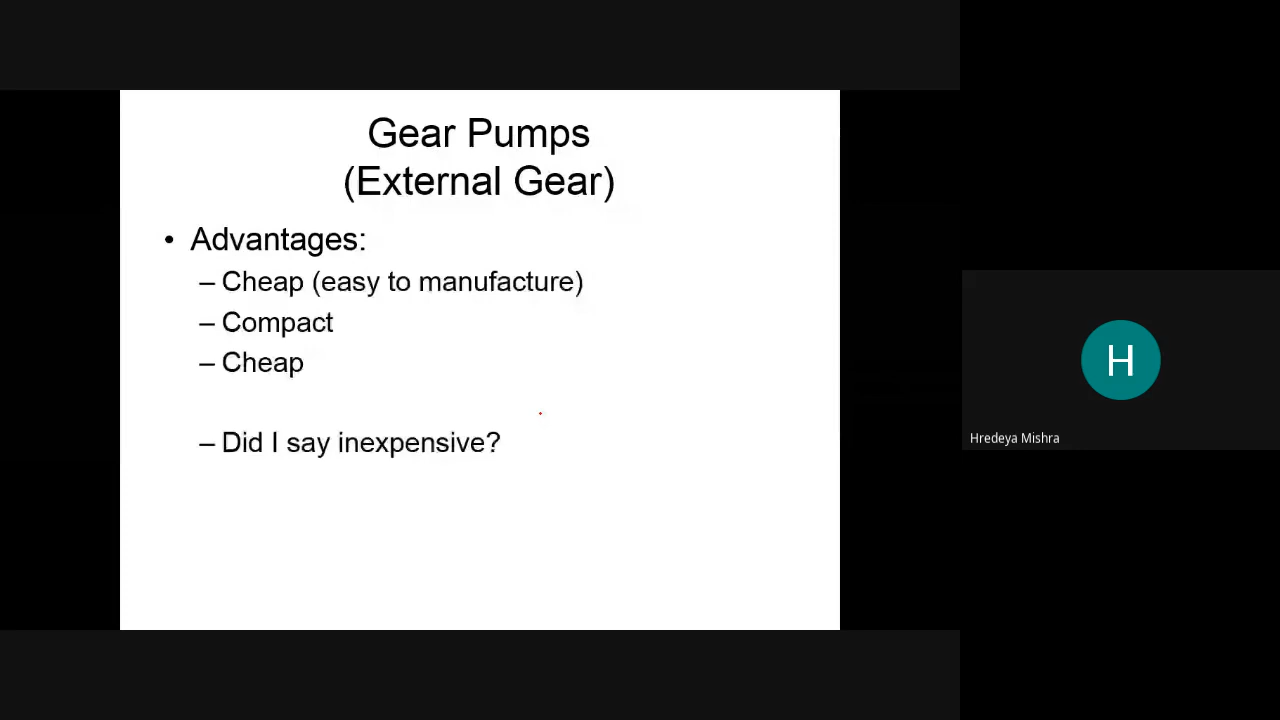 Gear Pumps
(External Gear)
• Advantages:
– Cheap (easy to manufacture)
– Compact
– Cheap
– Did I say inexpensive?
H
Hredeya Mishra